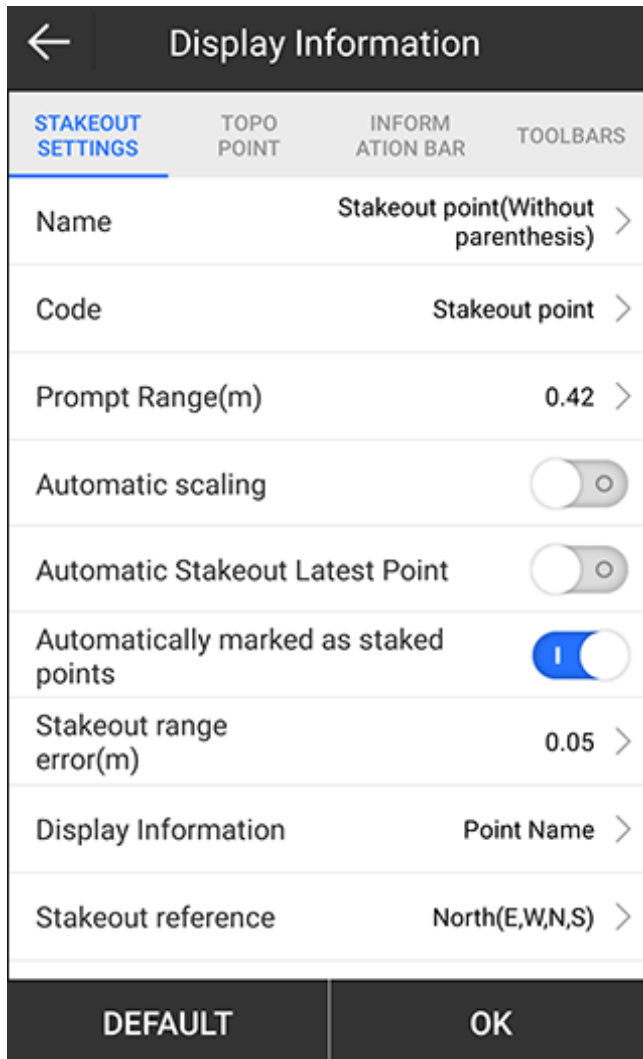 Display Information
STAKEOUT
SETTINGS
TOPO
POINT
INFORM
ATION BAR
TOOLBARS
Name
Stakeout point(Without
parenthesis)
Code
Stakeout point
Prompt Range(m)
0.42
Automatic scaling
Automatic Stakeout Latest Point
Automatically marked as staked
points
Stakeout range
error(m)
0.05
Display Information
Point Name
Stakeout reference
North(E,W,N,S)
DEFAULT
OK